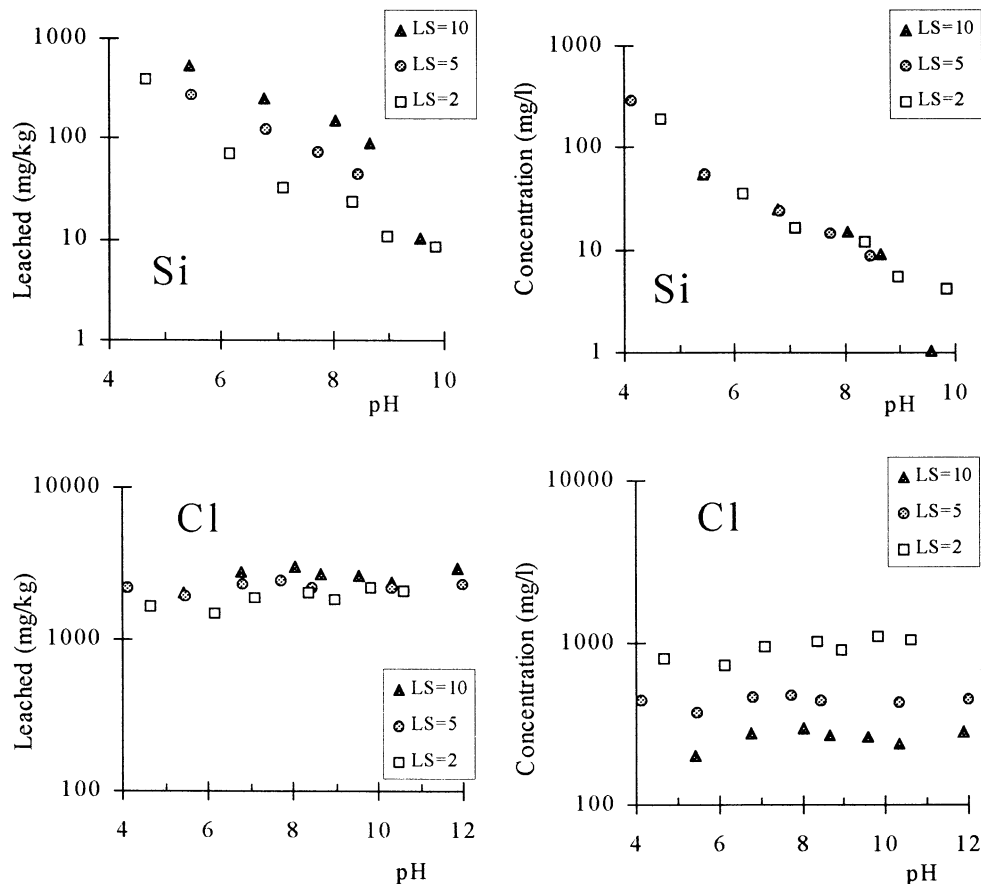 1000
100
10
1
Leached (mg/kg)
▲ LS=10
LS=5
□ LS=2
Si
4 6 8 10
pH
1000
100
10
1
Concentration (mg/l)
▲ LS=10
LS=5
□ LS=2
Si
4 6 8 10
pH
10000
1000
100
Leached (mg/kg)
Cl
▲ LS=10
LS=5
□ LS=2
4 6 8 10 12
pH
10000
1000
100
Concentration (mg/l)
Cl
▲ LS=10
LS=5
□ LS=2
4 6 8 10 12
pH